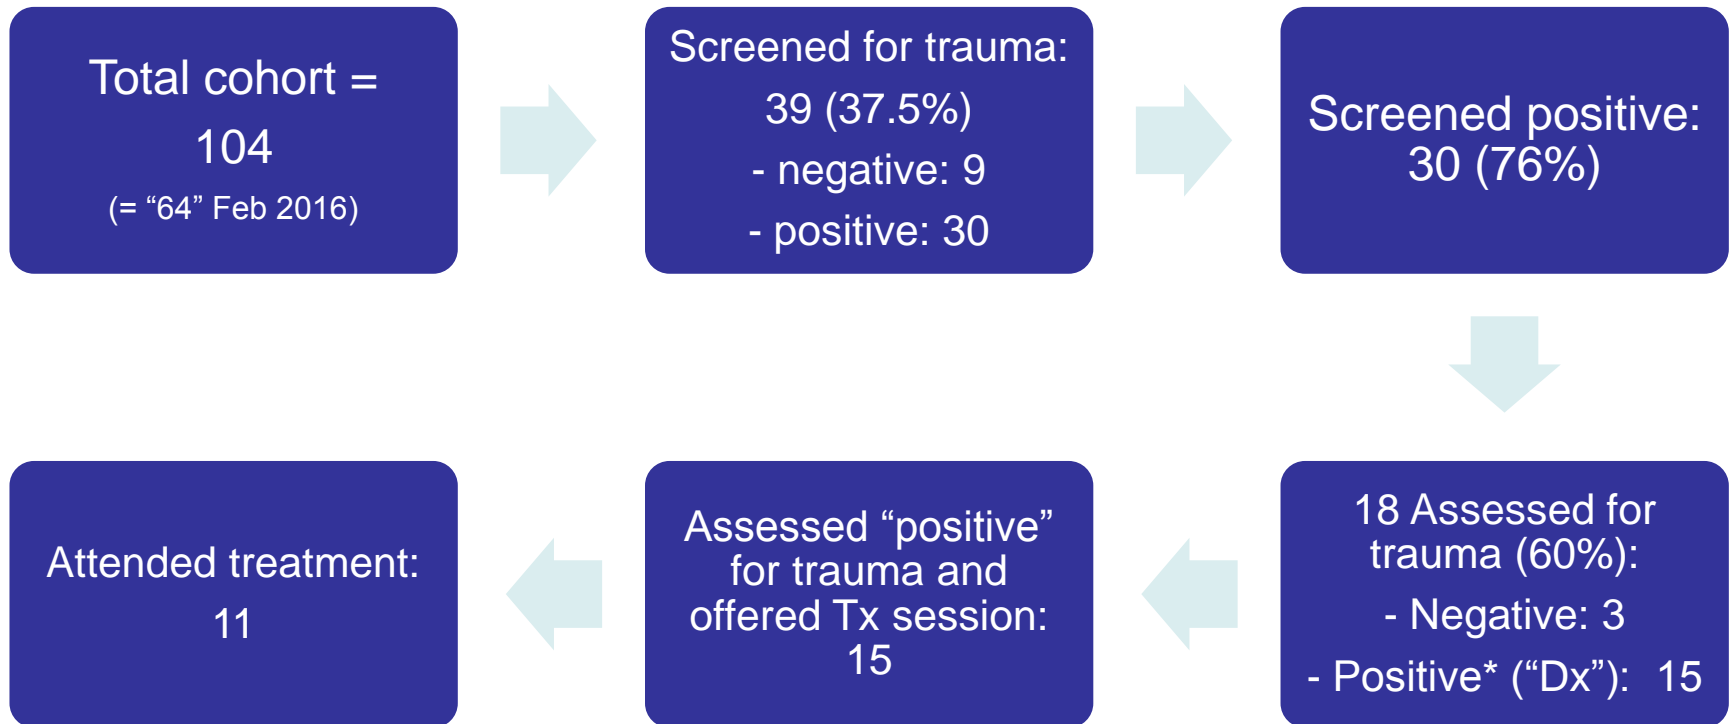 Total cohort =
104
(= “64” Feb 2016)
Screened for trauma:
39 (37.5%)
- negative: 9
- positive: 30
Screened positive:
30 (76%)
18 Assessed for
trauma (60%):
- Negative: 3
- Positive* (“Dx”):  15
Assessed “positive”
for trauma and
offered Tx session:
15
Attended treatment:
11